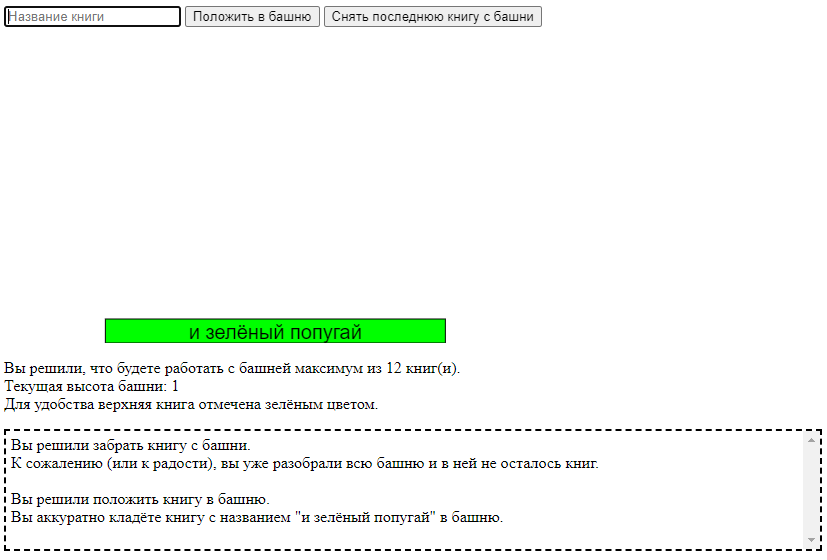 Название книги Положить в башню Снять последнюю книгу с башни
и зелёный попугай
Вы решили, что будете работать с башней максимум из 12 книг(и).
Текущая высота башни: 1
Для удобства верхняя книга отмечена зелёным цветом.
Вы решили забрать книгу с башни.
К сожалению (или к радости), вы уже разобрали всю башню и в ней не осталось книг.
Вы решили положить книгу в башню.
Вы аккуратно кладёте книгу с названием "и зелёный попугай" в башню.